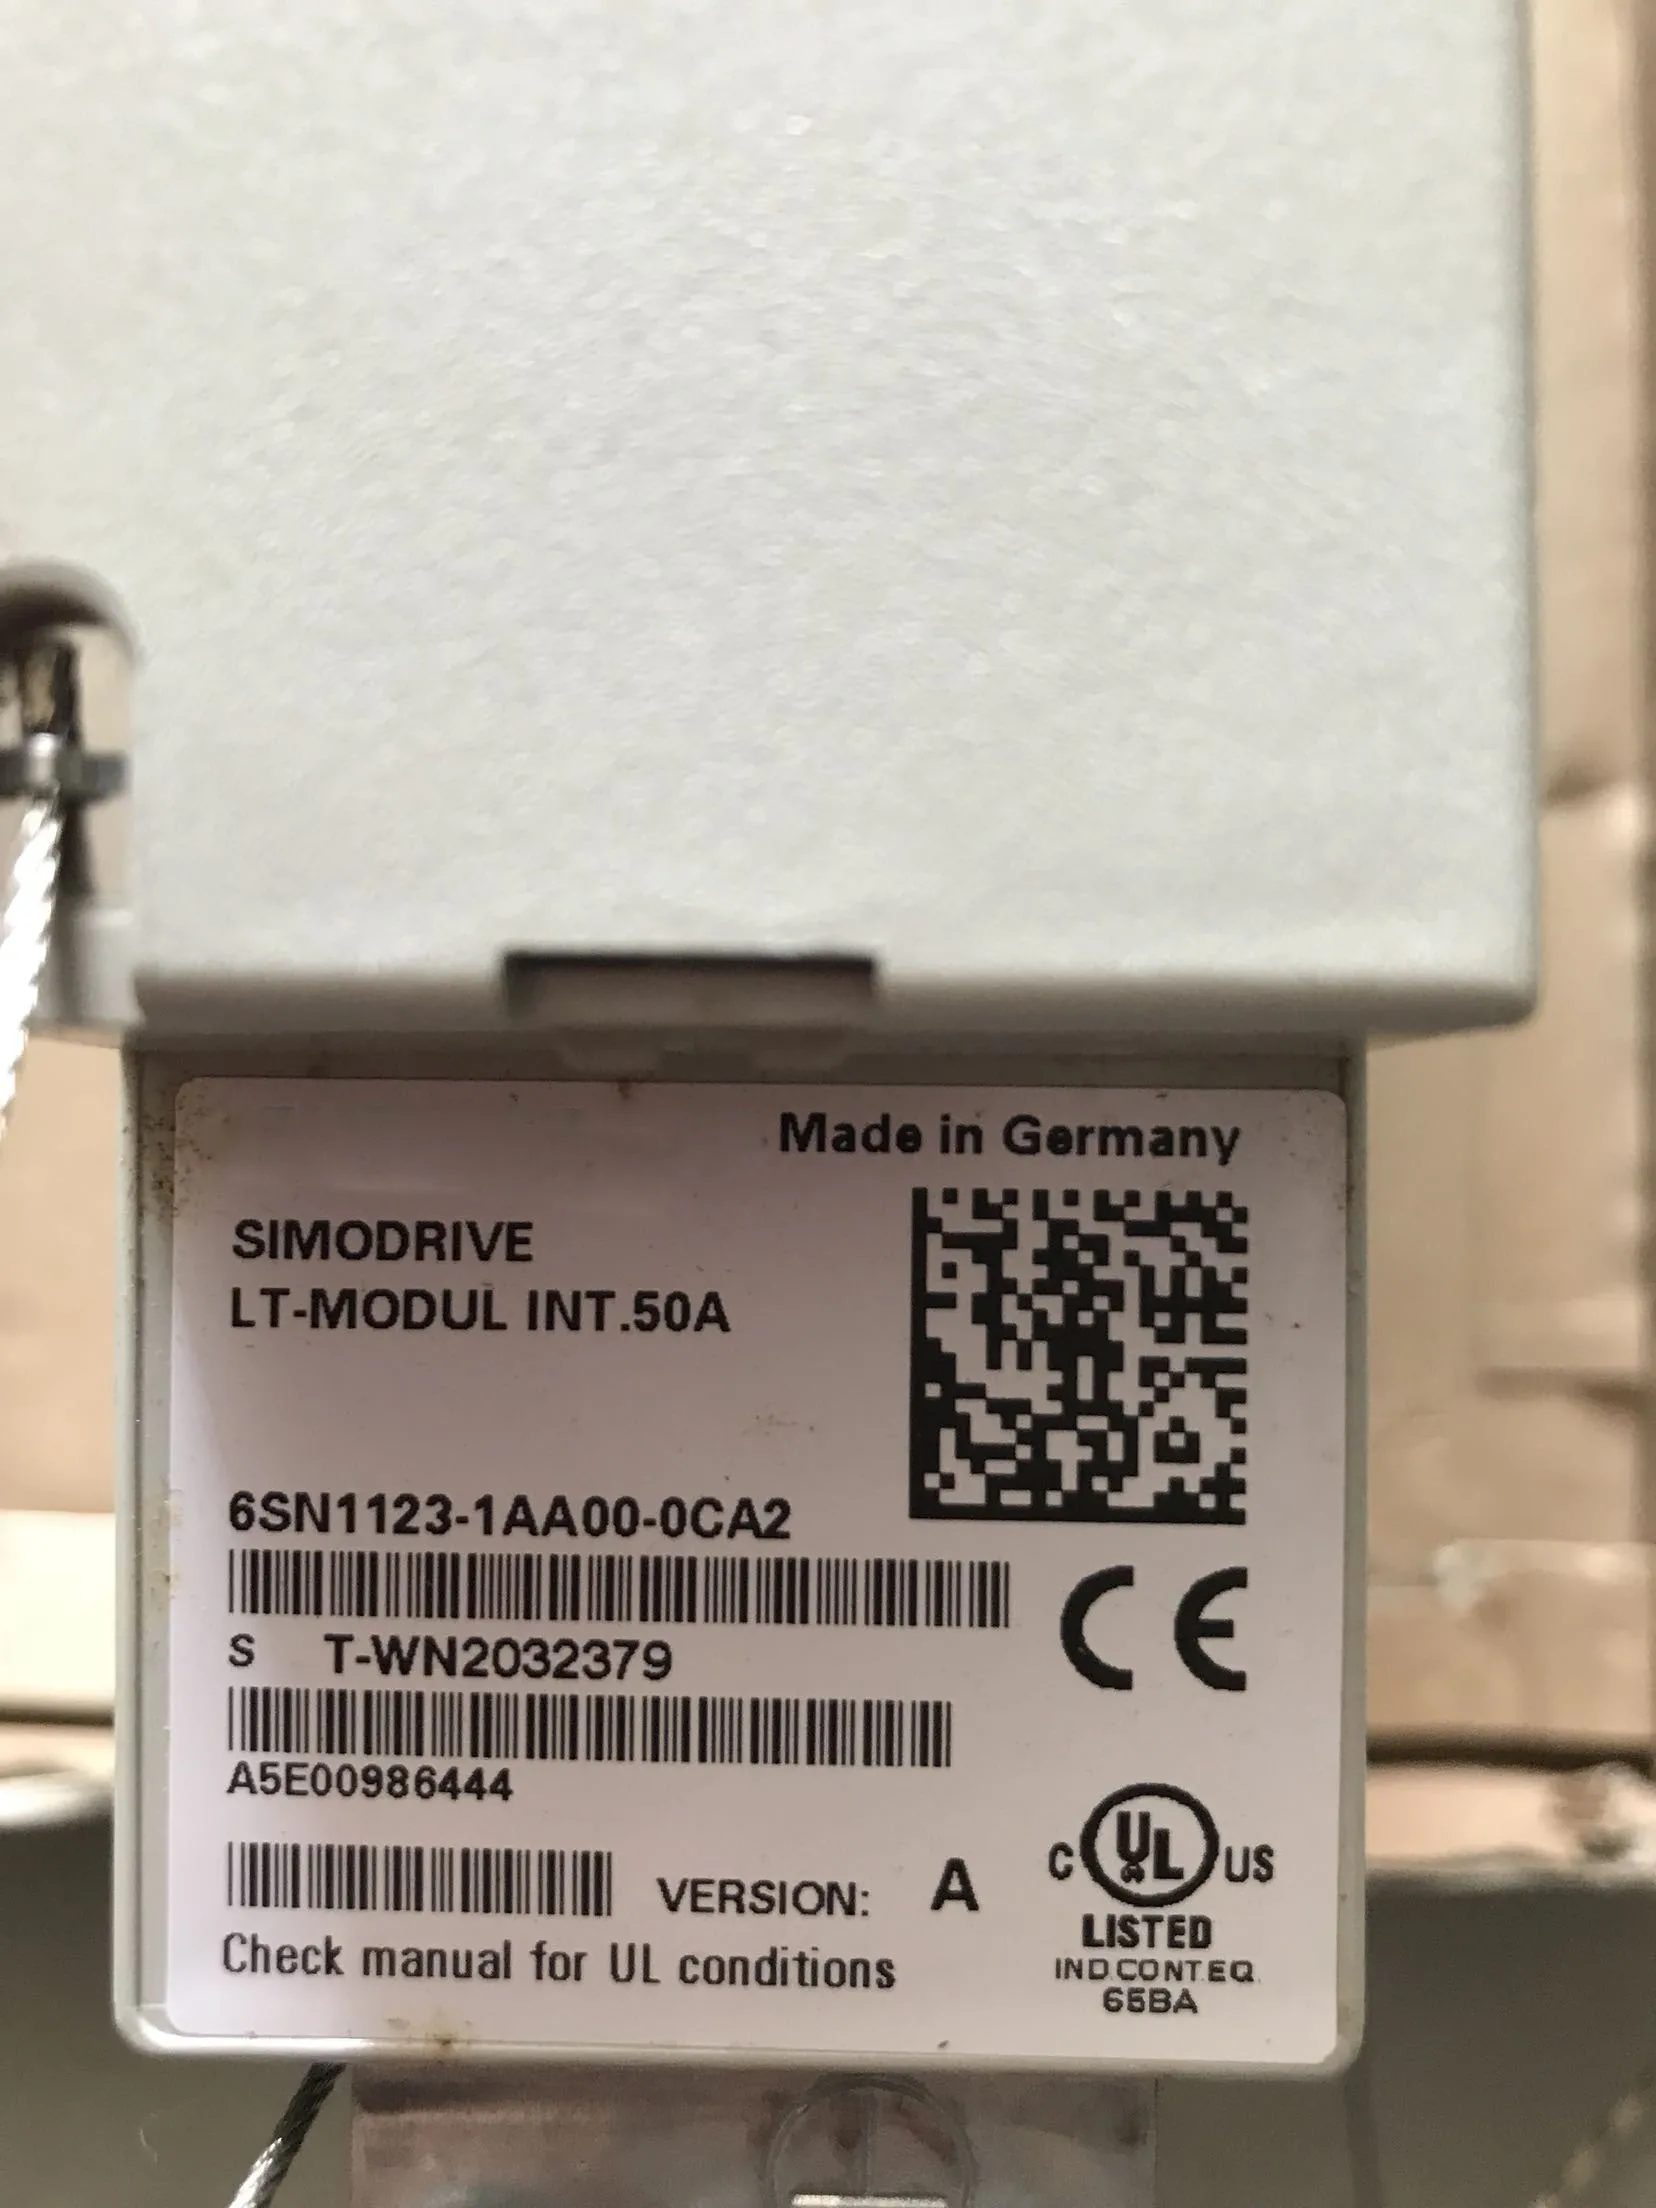 Made in Germany
SIMODRIVE
LT-MODUL INT.50A
6SN1123-1AA00-0CA2
CE
S T-WN2032379
A5E00986444
VERSION: A
C UL US
LISTED
IND.CONT.EQ.
65BA
Check manual for UL conditions